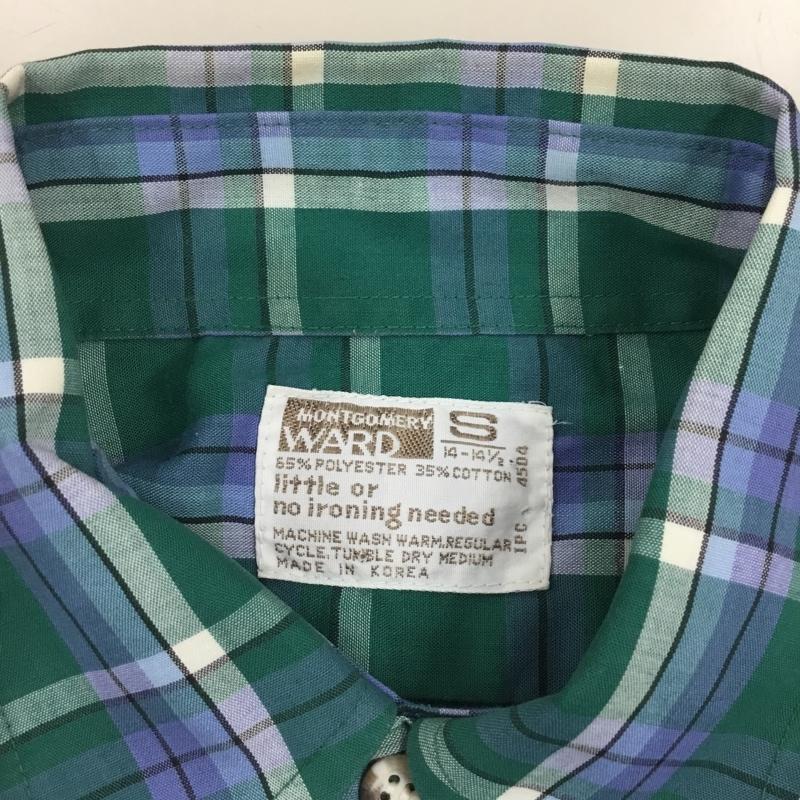 MONTGOMERY
WARD
S
14-14½
65% POLYESTER 35% COTTON
little or
no ironing needed
MACHINE WASH WARM.REGULAR
CYCLE.TUMBLE DRY MEDIUM
MADE IN KOREA
IPC 4504